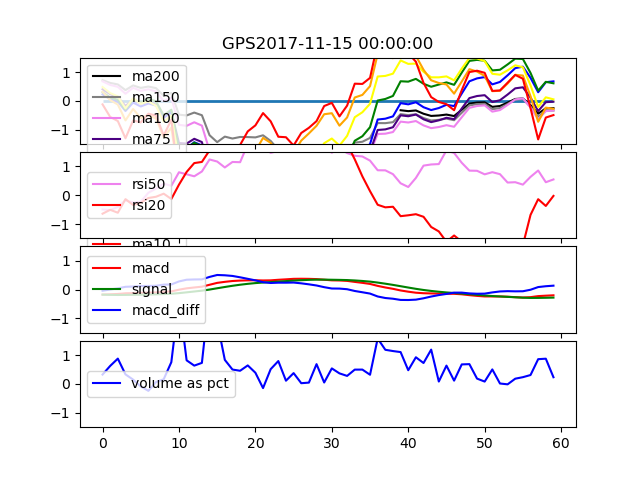 GPS2017-11-15 00:00:00
1
0
−1
ma200
ma150
ma100
ma75
1
0
−1
rsi50
rsi20
ma10
1
0
−1
macd
signal
macd_diff
1
0
−1
volume as pct
0 10 20 30 40 50 60